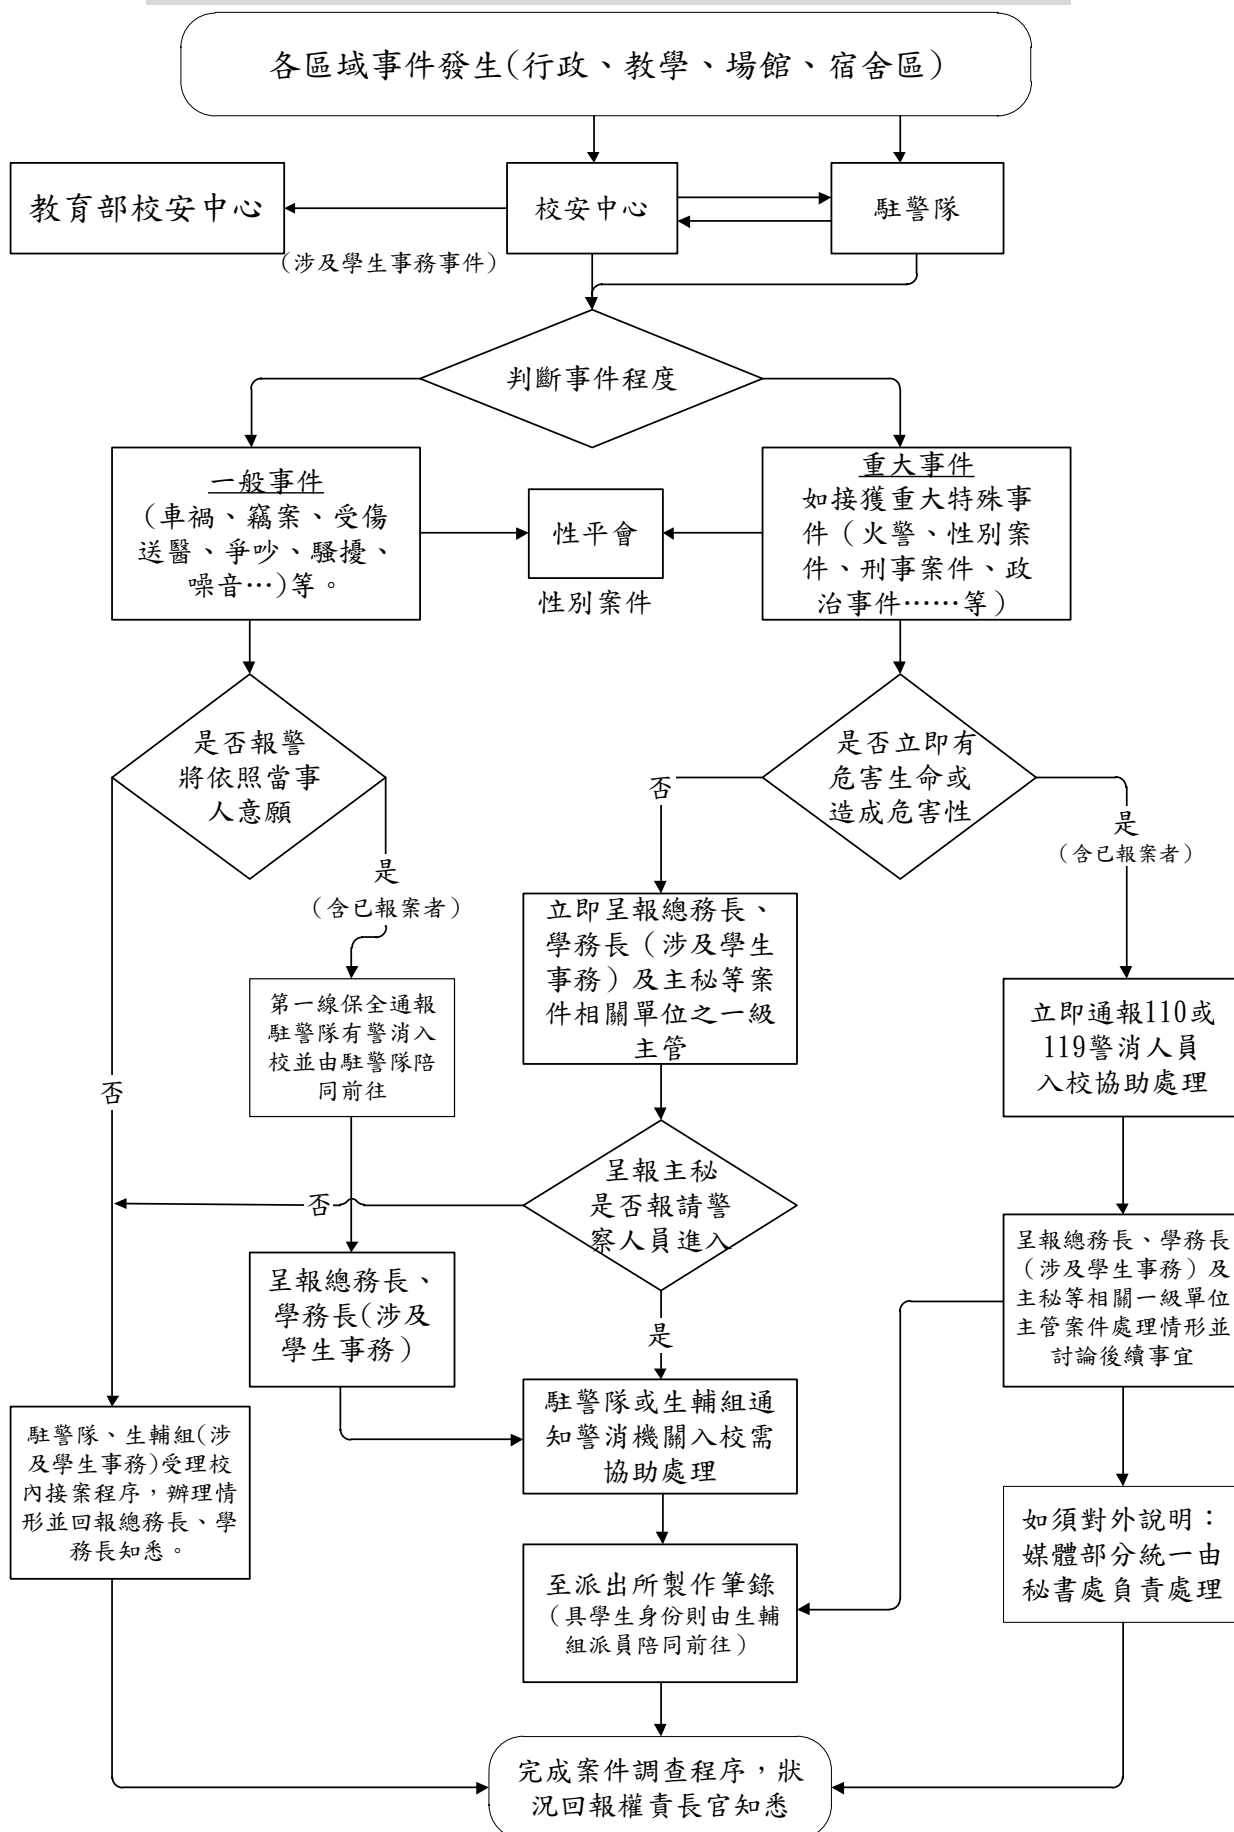 各區域事件發生(行政、教學、場館、宿舍區)
教育部校安中心
校安中心
駐警隊
(涉及學生事務事件)
判斷事件程度
一般事件
(車禍、竊案、受傷
送醫、爭吵、騷擾、
噪音…)等。
性平會
性別案件
重大事件
如接獲重大特殊事
件(火警、性別案
件、刑事案件、政
治事件……等)
是否報警
將依照當事
人意願
是否立即有
危害生命或
造成危害性
否
是
(含已報案者)
是
(含已報案者)
立即呈報總務長、
學務長(涉及學生
事務)及主秘等案
件相關單位之一級
主管
第一線保全通報
駐警隊有警消入
校並由駐警隊陪
同前往
立即通報110或
119警消人員
入校協助處理
否
呈報主秘
是否報請警
察人員進入
否
呈報總務長、學務長
(涉及學生事務)及
主秘等相關一級單位
主管案件處理情形並
討論後續事宜
呈報總務長、
學務長(涉及
學生事務)
是
駐警隊或生輔組通
知警消機關入校需
協助處理
駐警隊、生輔組(涉
及學生事務)受理校
內接案程序，辦理情
形並回報總務長、學
務長知悉。
如須對外說明：
媒體部分統一由
秘書處負責處理
至派出所製作筆錄
(具學生身份則由生輔
組派員陪同前往)
完成案件調查程序，狀
況回報權責長官知悉